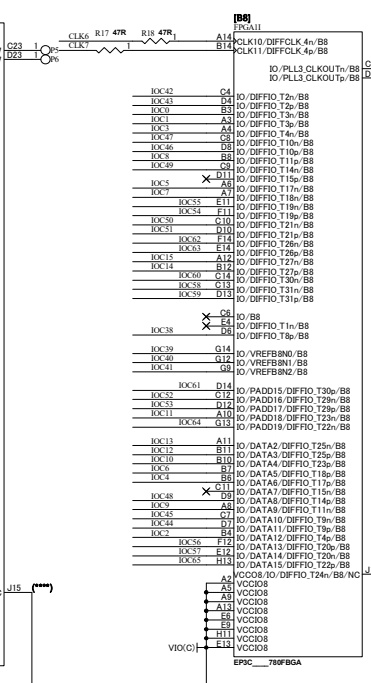 [B8]
FPGA1I
CLK6 R17 47R R18 47R 1 A14 CLK10/DIFFCLK_4n/B8
C23 1 P5 CLK7 1 B14 CLK11/DIFFCLK_4p/B8
D23 1 P6
IO/PLL3_CLKOUTn/B8 C
IO/PLL3_CLKOUTp/B8 D
IOC42 C4 IO/DIFFIO_T2n/B8
IOC43 D4 IO/DIFFIO_T2p/B8
IOC0 B3 IO/DIFFIO_T3n/B8
IOC1 A3 IO/DIFFIO_T3p/B8
IOC3 A4 IO/DIFFIO_T4n/B8
IOC47 C8 IO/DIFFIO_T10n/B8
IOC46 D8 IO/DIFFIO_T10p/B8
IOC8 B8 IO/DIFFIO_T11p/B8
IOC49 C9 IO/DIFFIO_T14n/B8
D11 IO/DIFFIO_T15p/B8
IOC5 A6 IO/DIFFIO_T17n/B8
IOC7 A7 IO/DIFFIO_T18n/B8
IOC55 E11 IO/DIFFIO_T19n/B8
IOC54 F11 IO/DIFFIO_T19p/B8
IOC50 C10 IO/DIFFIO_T21n/B8
IOC51 D10 IO/DIFFIO_T21p/B8
IOC62 F14 IO/DIFFIO_T26n/B8
IOC63 E14 IO/DIFFIO_T26p/B8
IOC15 A12 IO/DIFFIO_T27n/B8
IOC14 B12 IO/DIFFIO_T27p/B8
IOC60 C14 IO/DIFFIO_T30n/B8
IOC58 C13 IO/DIFFIO_T31n/B8
IOC59 D13 IO/DIFFIO_T31p/B8
C6 IO/B8
E4 IO/DIFFIO_T1n/B8
IOC38 D6 IO/DIFFIO_T8p/B8
IOC39 G14 IO/VREFB8N0/B8
IOC40 G12 IO/VREFB8N1/B8
IOC41 G9 IO/VREFB8N2/B8
IOC61 D14 IO/PADD15/DIFFIO_T30p/B8
IOC52 C12 IO/PADD16/DIFFIO_T29n/B8
IOC53 D12 IO/PADD17/DIFFIO_T29p/B8
IOC11 A10 IO/PADD18/DIFFIO_T23n/B8
IOC64 G13 IO/PADD19/DIFFIO_T22n/B8
IOC13 A11 IO/DATA2/DIFFIO_T25n/B8
IOC12 B11 IO/DATA3/DIFFIO_T25p/B8
IOC10 B10 IO/DATA4/DIFFIO_T23p/B8
IOC6 B7 IO/DATA5/DIFFIO_T18p/B8
IOC4 B6 IO/DATA6/DIFFIO_T17p/B8
C11 IO/DATA7/DIFFIO_T15n/B8
IOC48 D9 IO/DATA8/DIFFIO_T14p/B8
IOC9 A8 IO/DATA9/DIFFIO_T11n/B8
IOC45 C7 IO/DATA10/DIFFIO_T9n/B8
IOC44 D7 IO/DATA11/DIFFIO_T9p/B8
IOC2 B4 IO/DATA12/DIFFIO_T4p/B8
IOC56 F12 IO/DATA13/DIFFIO_T20p/B8
IOC57 E12 IO/DATA14/DIFFIO_T20n/B8
IOC65 H13 IO/DATA15/DIFFIO_T22p/B8
VCCO8/IO/DIFFIO_T24n/B8/NC J
A2 VCCIO8
J15 (****) A5 VCCIO8
A9 VCCIO8
A13 VCCIO8
E6 VCCIO8
E9 VCCIO8
H11 VCCIO8
VIO(C) E13 VCCIO8
EP3C___780FBGA